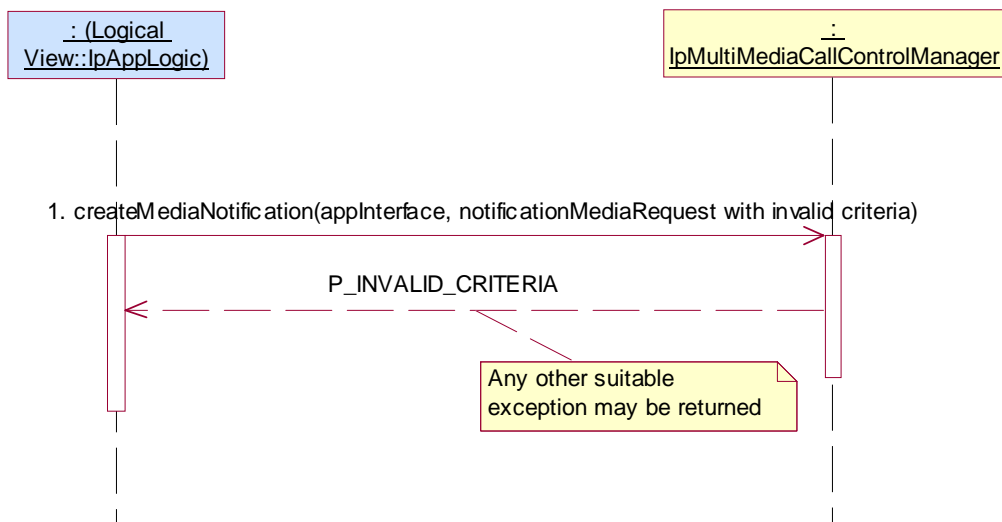 : (Logical
View::IpAppLogic)
:
IpMultiMediaCallControlManager
1. createMediaNotification(appInterface, notificationMediaRequest with invalid criteria)
P_INVALID_CRITERIA
Any other suitable
exception may be returned